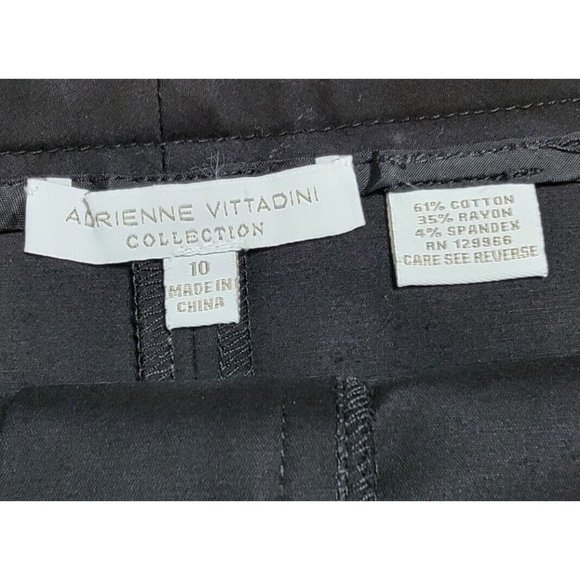 ADRIENNE VITTADINI
COLLECTION
10
MADE IN
CHINA
61% COTTON
35% RAYON
4% SPANDEX
RN 129966
CARE SEE REVERSE